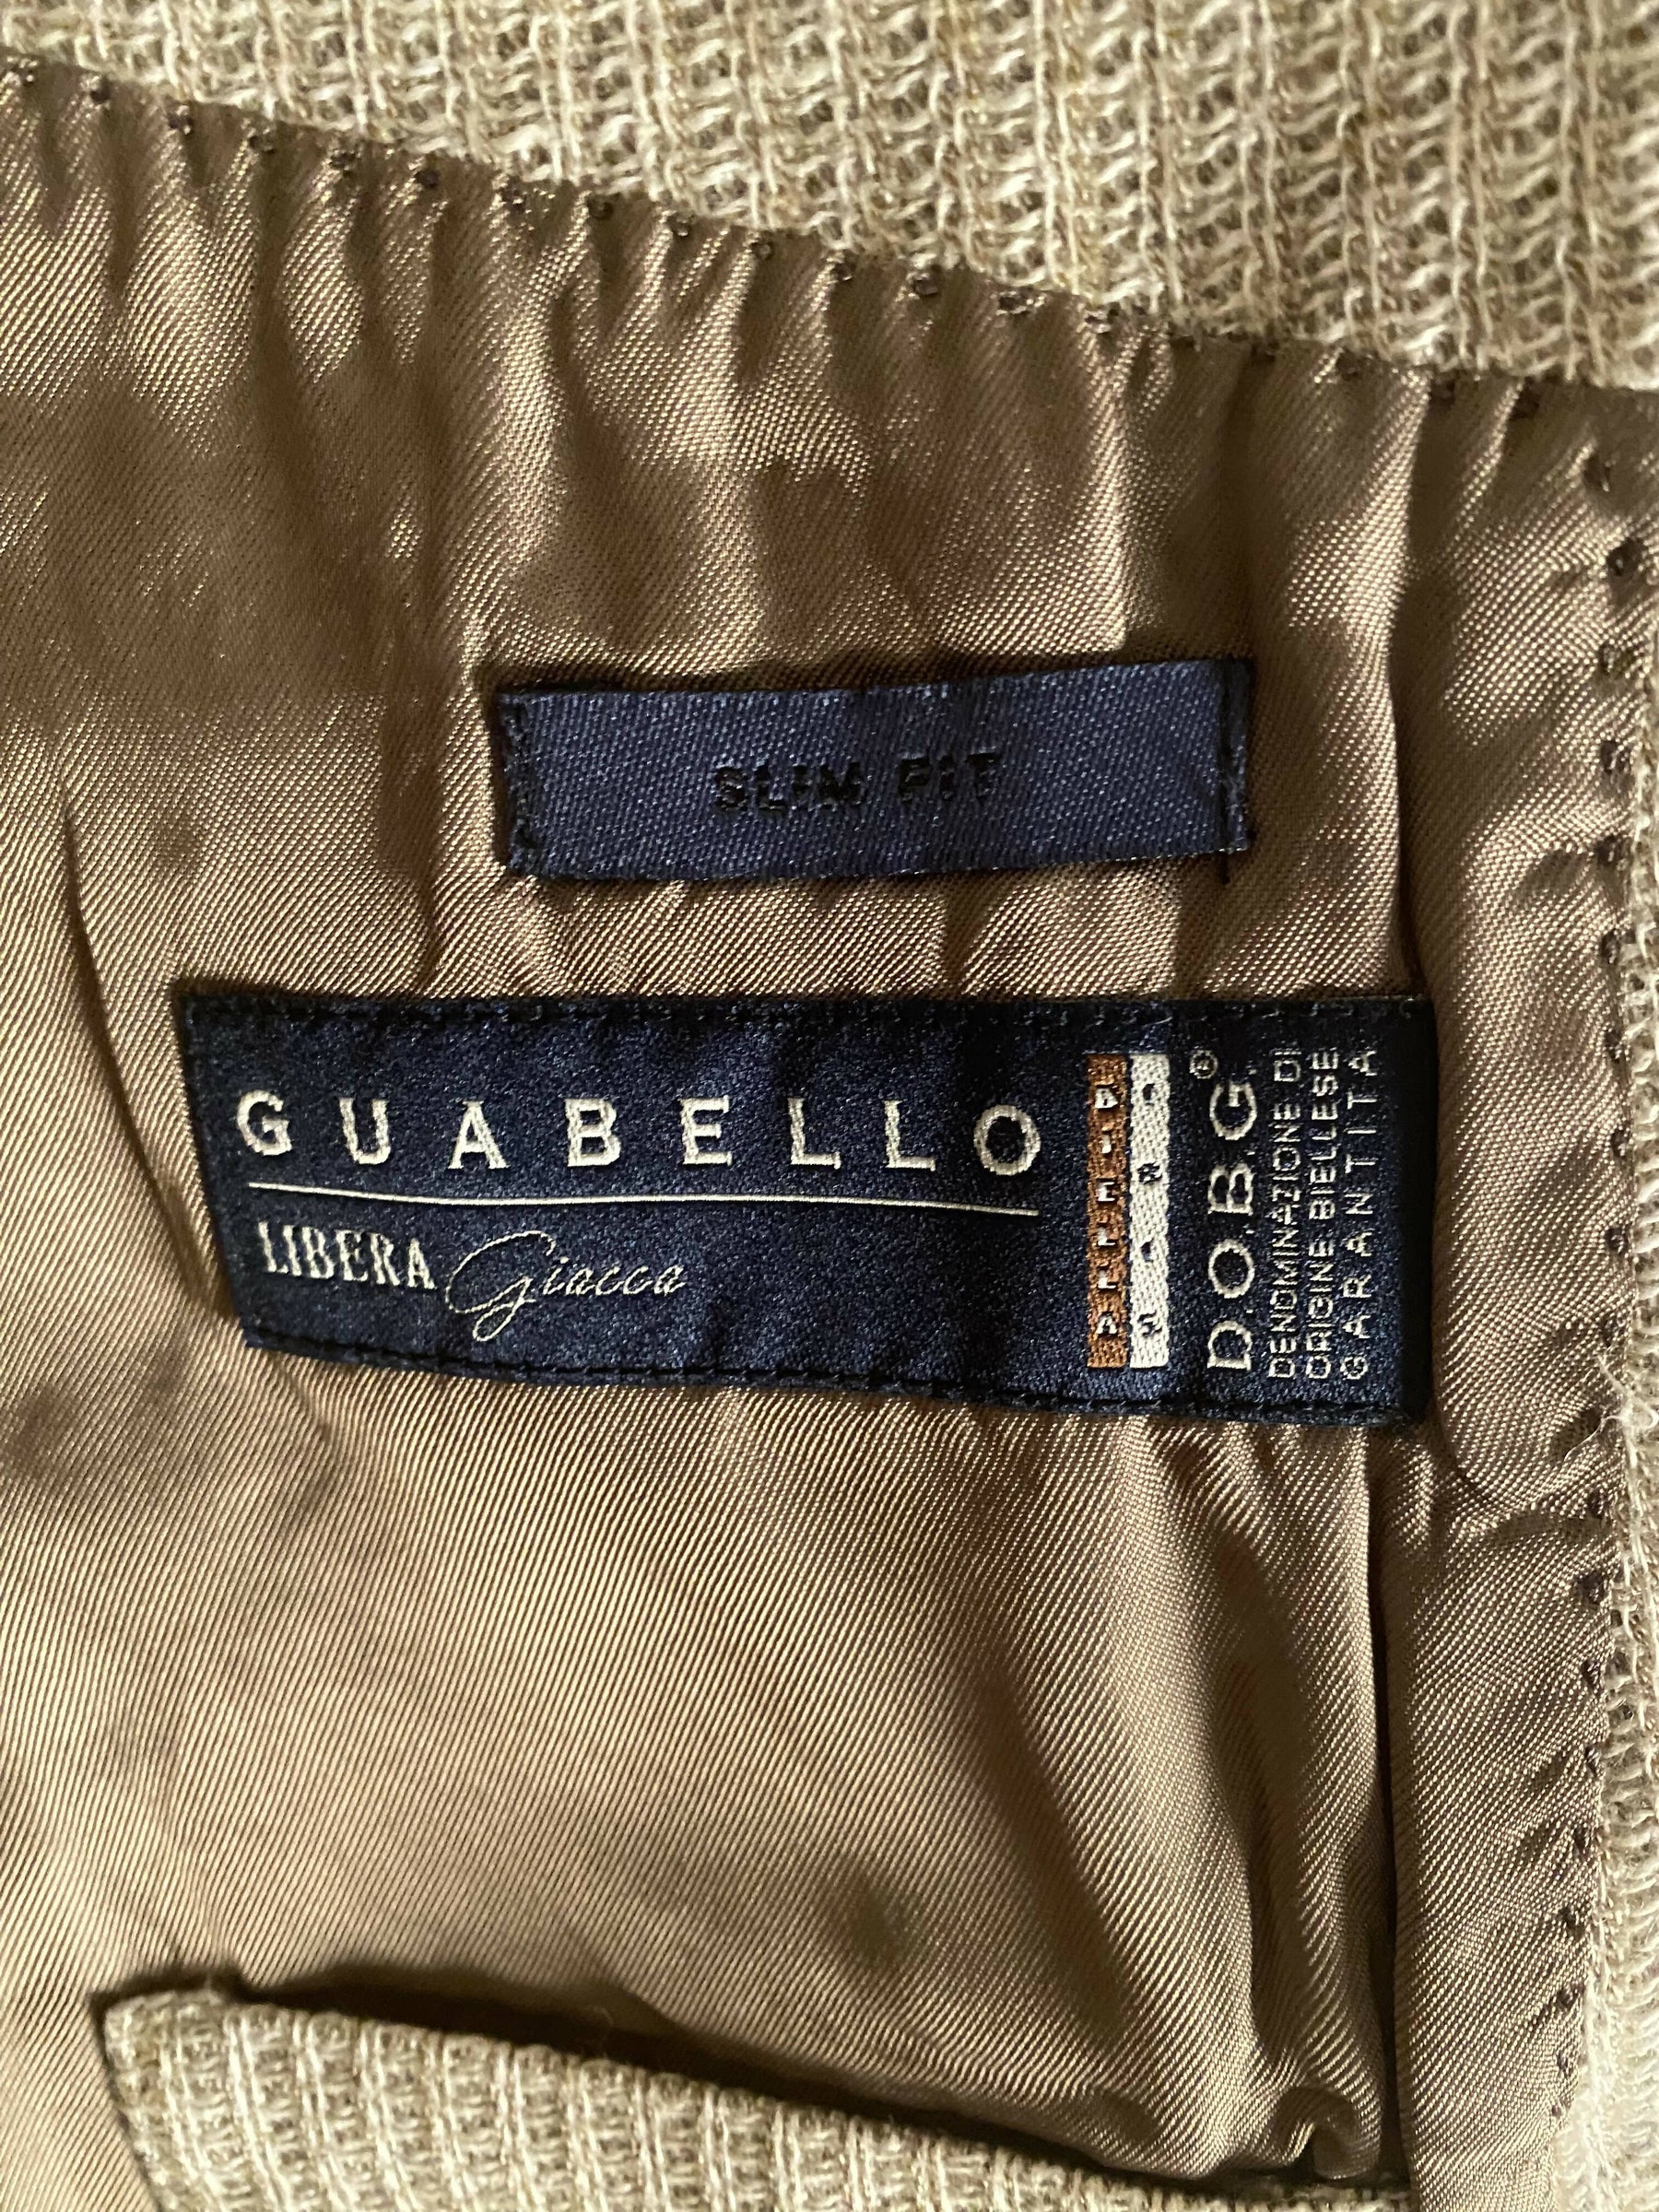 SLIM FIT
GUABELLO
LIBERA Giacca
D.O.B.G.®
DENOMINAZIONE DI
ORIGINE BIELLESE
GARANTITA